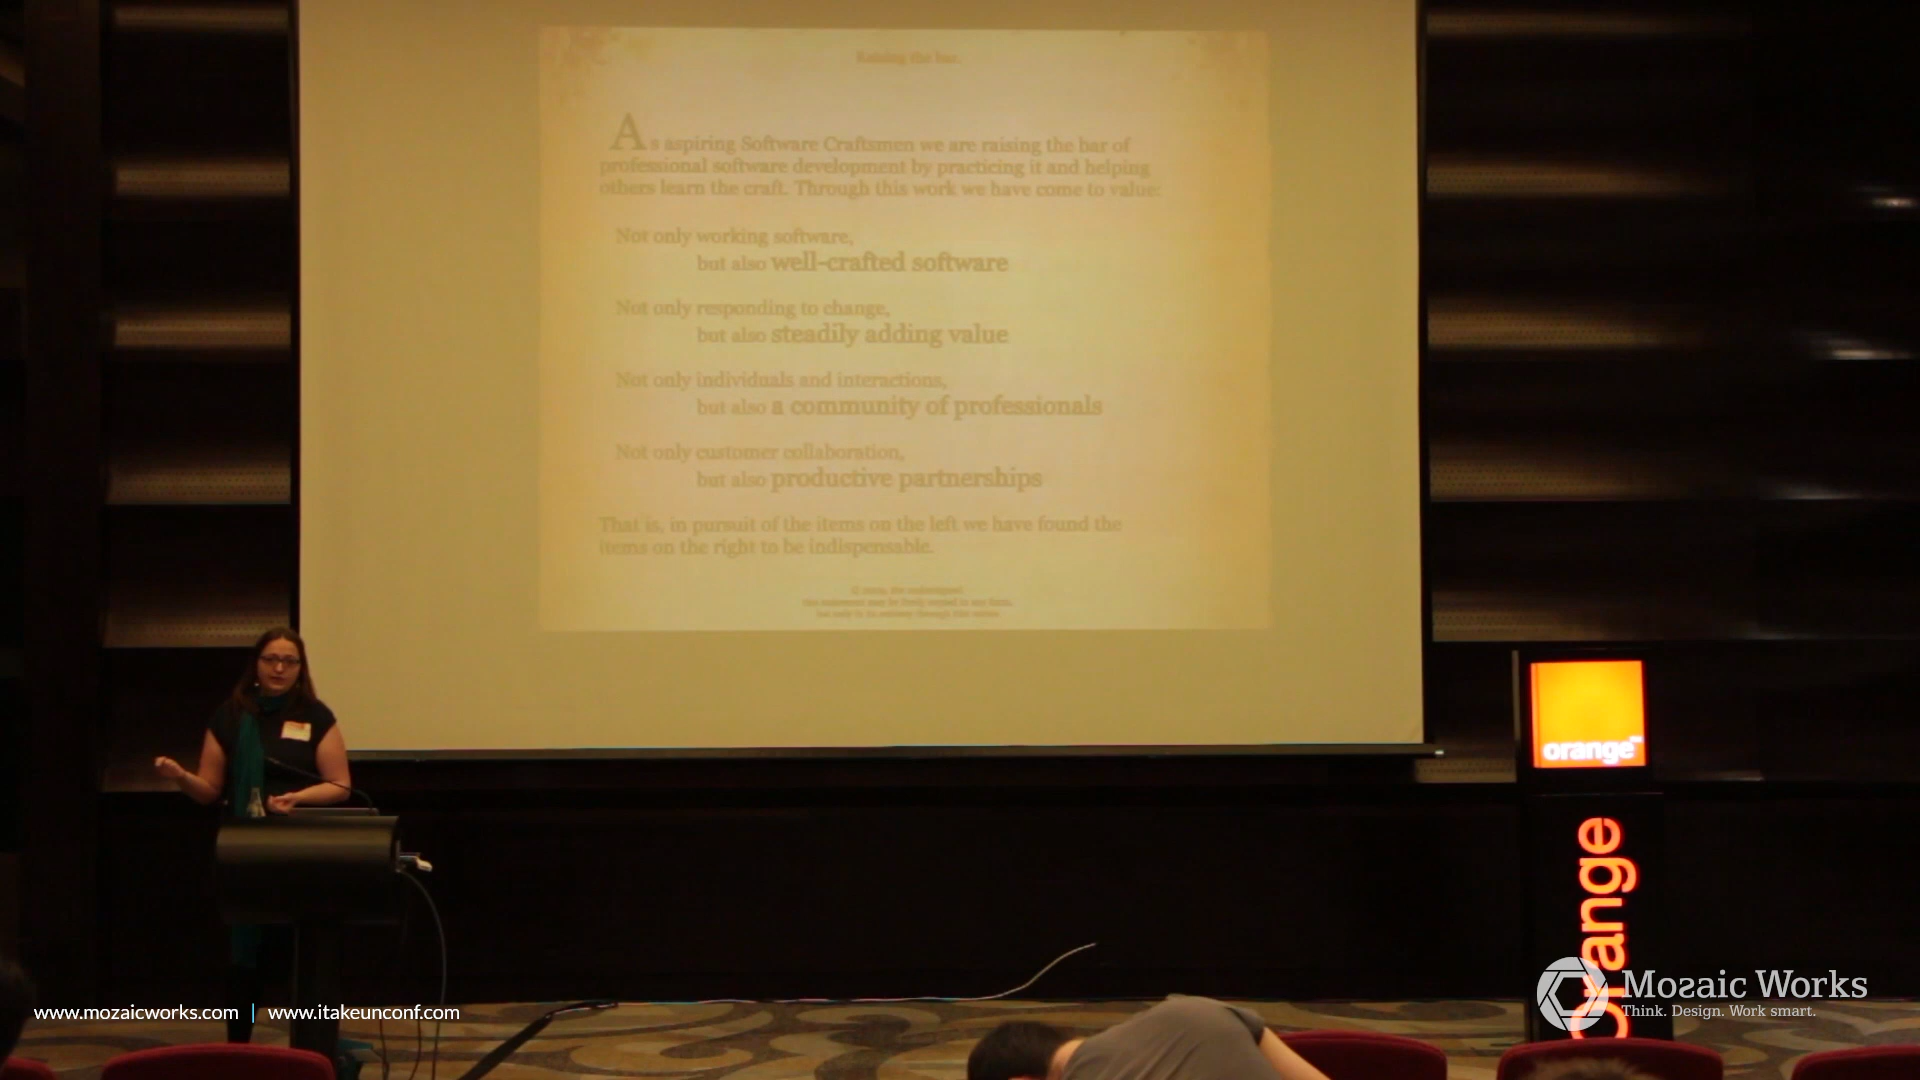 Raising the bar.
As aspiring Software Craftsmen we are raising the bar of
professional software development by practicing it and helping
others learn the craft. Through this work we have come to value:
Not only working software,
but also well-crafted software
Not only responding to change,
but also steadily adding value
Not only individuals and interactions,
but also a community of professionals
Not only customer collaboration,
but also productive partnerships
That is, in pursuit of the items on the left we have found the
items on the right to be indispensable.
orange™
Orange
Mozaic Works
Think. Design. Work smart.
www.mozaicworks.com | www.itakeunconf.com